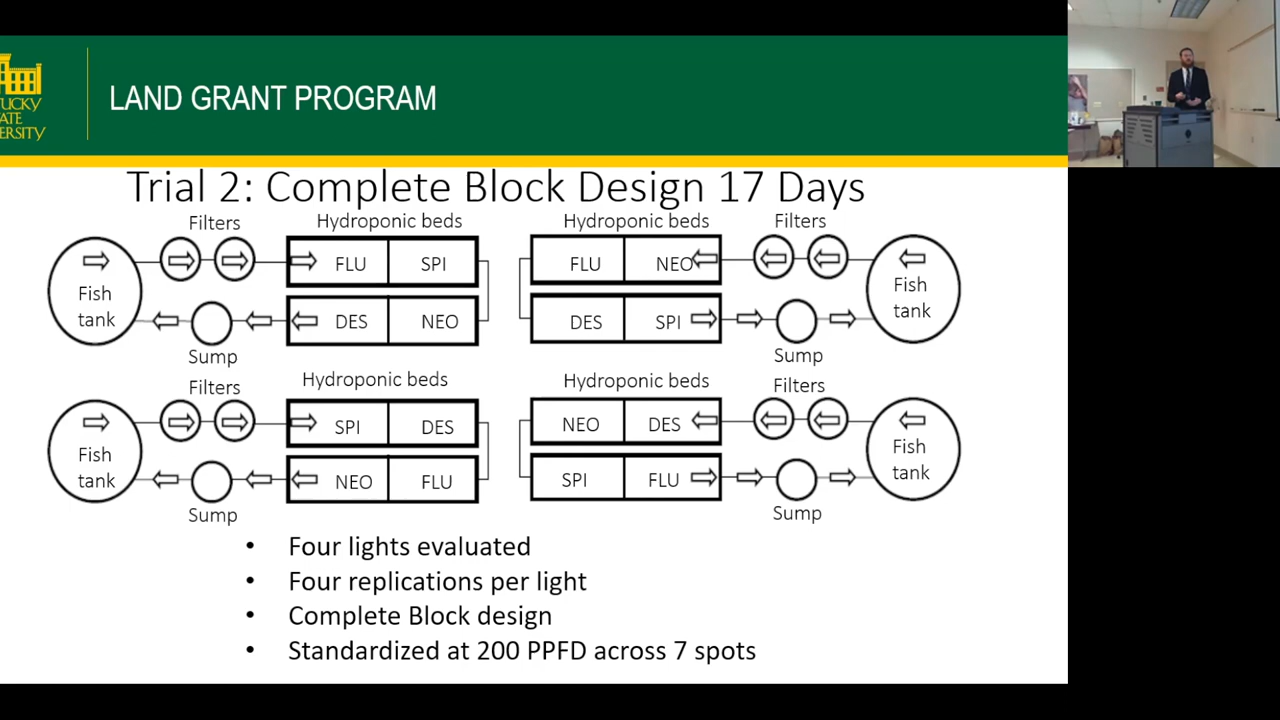 LAND GRANT PROGRAM
Trial 2: Complete Block Design 17 Days
Filters
Hydroponic beds
Hydroponic beds
Filters
Fish
tank
FLU
SPI
DES
NEO
Sump
FLU
NEO
DES
SPI
Sump
Fish
tank
Filters
Hydroponic beds
Hydroponic beds
Filters
Fish
tank
SPI
DES
NEO
FLU
Sump
NEO
DES
SPI
FLU
Sump
Fish
tank
• Four lights evaluated
• Four replications per light
• Complete Block design
• Standardized at 200 PPFD across 7 spots